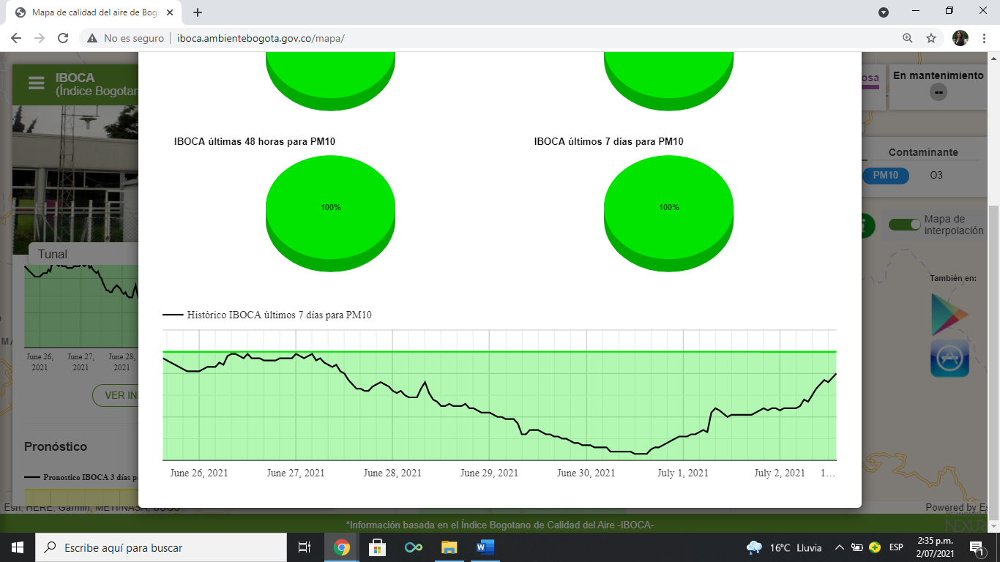 Mapa de calidad del aire de Bogo
No es seguro
iboca.ambientebogota.gov.co/mapa/
IBOCA
(Índice Bogotan
osa
En mantenimiento
--
IBOCA últimas 48 horas para PM10
IBOCA últimos 7 días para PM10
100%
100%
Contaminante
PM10
O3
Mapa de
interpolación
Tunal
También en:
June 26,
2021
June 27,
2021
June 28,
2021
VER IN
Histórico IBOCA últimos 7 días para PM10
June 26, 2021
June 27, 2021
June 28, 2021
June 29, 2021
June 30, 2021
July 1, 2021
July 2, 2021
1…
Pronóstico
Pronostico IBOCA 3 días pa
Esri, HERE, Garmin, METI/NASA, USGS
Powered by Es
*Información basada en el Índice Bogotano de Calidad del Aire -IBOCA-
NEXUR
Escribe aquí para buscar
16°C Lluvia
ESP
2:35 p.m.
2/07/2021
1